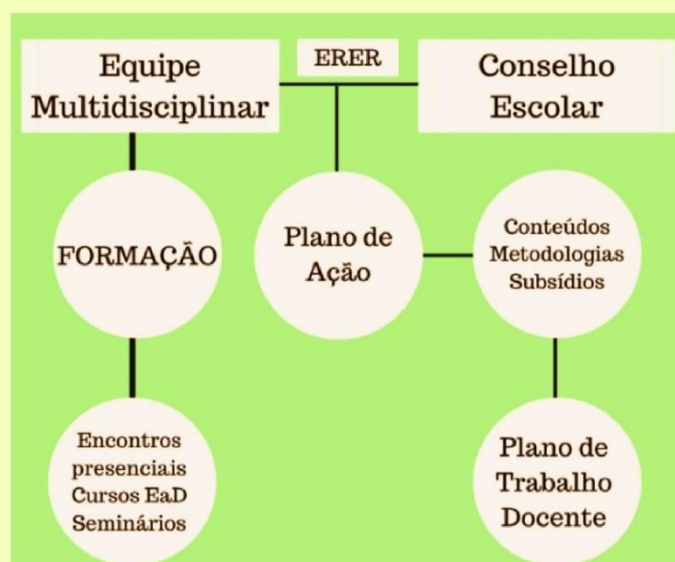 Equipe
Multidisciplinar
ERER
Conselho
Escolar
FORMAÇÃO
Plano de
Ação
Conteúdos
Metodologias
Subsídios
Encontros
presenciais
Cursos EaD
Seminários
Plano de
Trabalho
Docente